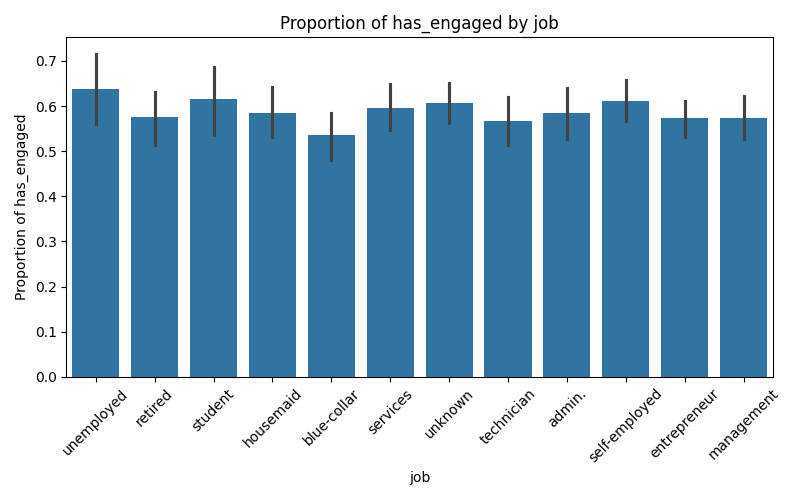 Proportion of has_engaged by job
Proportion of has_engaged
0.7
0.6
0.5
0.4
0.3
0.2
0.1
0.0
unemployed
retired
student
housemaid
blue-collar
services
unknown
technician
admin.
self-employed
entrepreneur
management
job